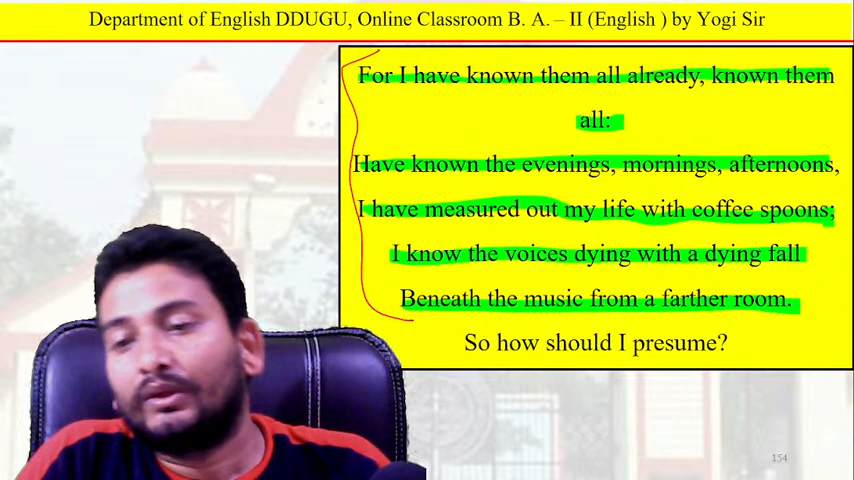 Department of English DDUGU, Online Classroom B. A. – II (English ) by Yogi Sir
For I have known them all already, known them
all:
Have known the evenings, mornings, afternoons,
I have measured out my life with coffee spoons;
I know the voices dying with a dying fall
Beneath the music from a farther room.
So how should I presume?
154